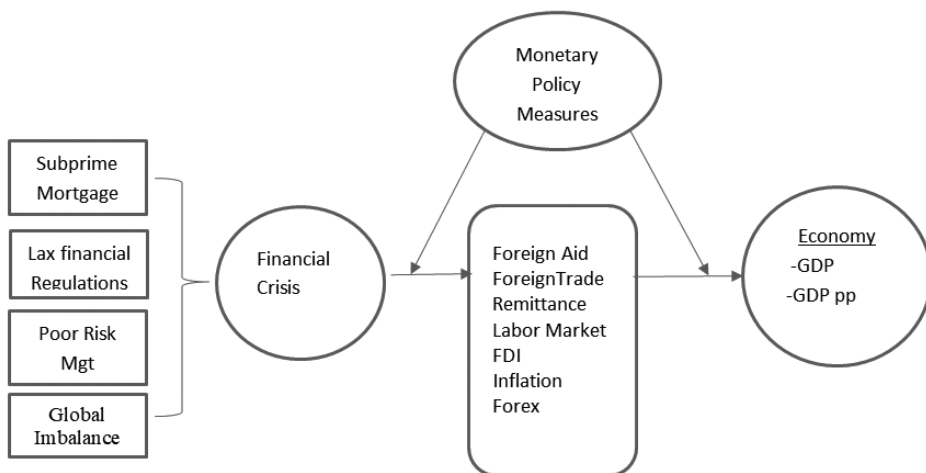 Monetary
Policy
Measures
Subprime
Mortgage
Lax financial
Regulations
Poor Risk
Mgt
Global
Imbalance
Financial
Crisis
Foreign Aid
ForeignTrade
Remittance
Labor Market
FDI
Inflation
Forex
Economy
-GDP
-GDP pp